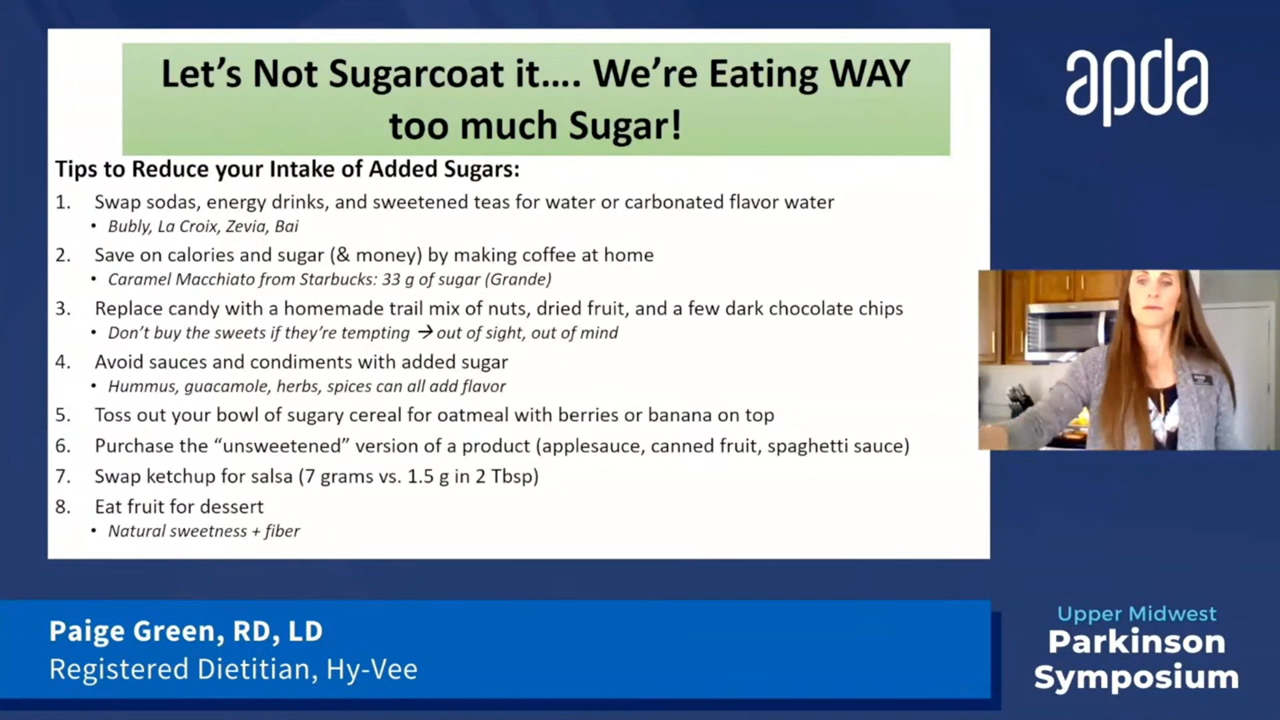 Let's Not Sugarcoat it.... We're Eating WAY
too much Sugar!
Tips to Reduce your Intake of Added Sugars:
1. Swap sodas, energy drinks, and sweetened teas for water or carbonated flavor water
• Bubly, La Croix, Zevia, Bai
2. Save on calories and sugar (& money) by making coffee at home
• Caramel Macchiato from Starbucks: 33 g of sugar (Grande)
3. Replace candy with a homemade trail mix of nuts, dried fruit, and a few dark chocolate chips
• Don't buy the sweets if they're tempting → out of sight, out of mind
4. Avoid sauces and condiments with added sugar
• Hummus, guacamole, herbs, spices can all add flavor
5. Toss out your bowl of sugary cereal for oatmeal with berries or banana on top
6. Purchase the "unsweetened" version of a product (applesauce, canned fruit, spaghetti sauce)
7. Swap ketchup for salsa (7 grams vs. 1.5 g in 2 Tbsp)
8. Eat fruit for dessert
• Natural sweetness + fiber
apda
Paige Green, RD, LD
Registered Dietitian, Hy-Vee
Upper Midwest
Parkinson
Symposium